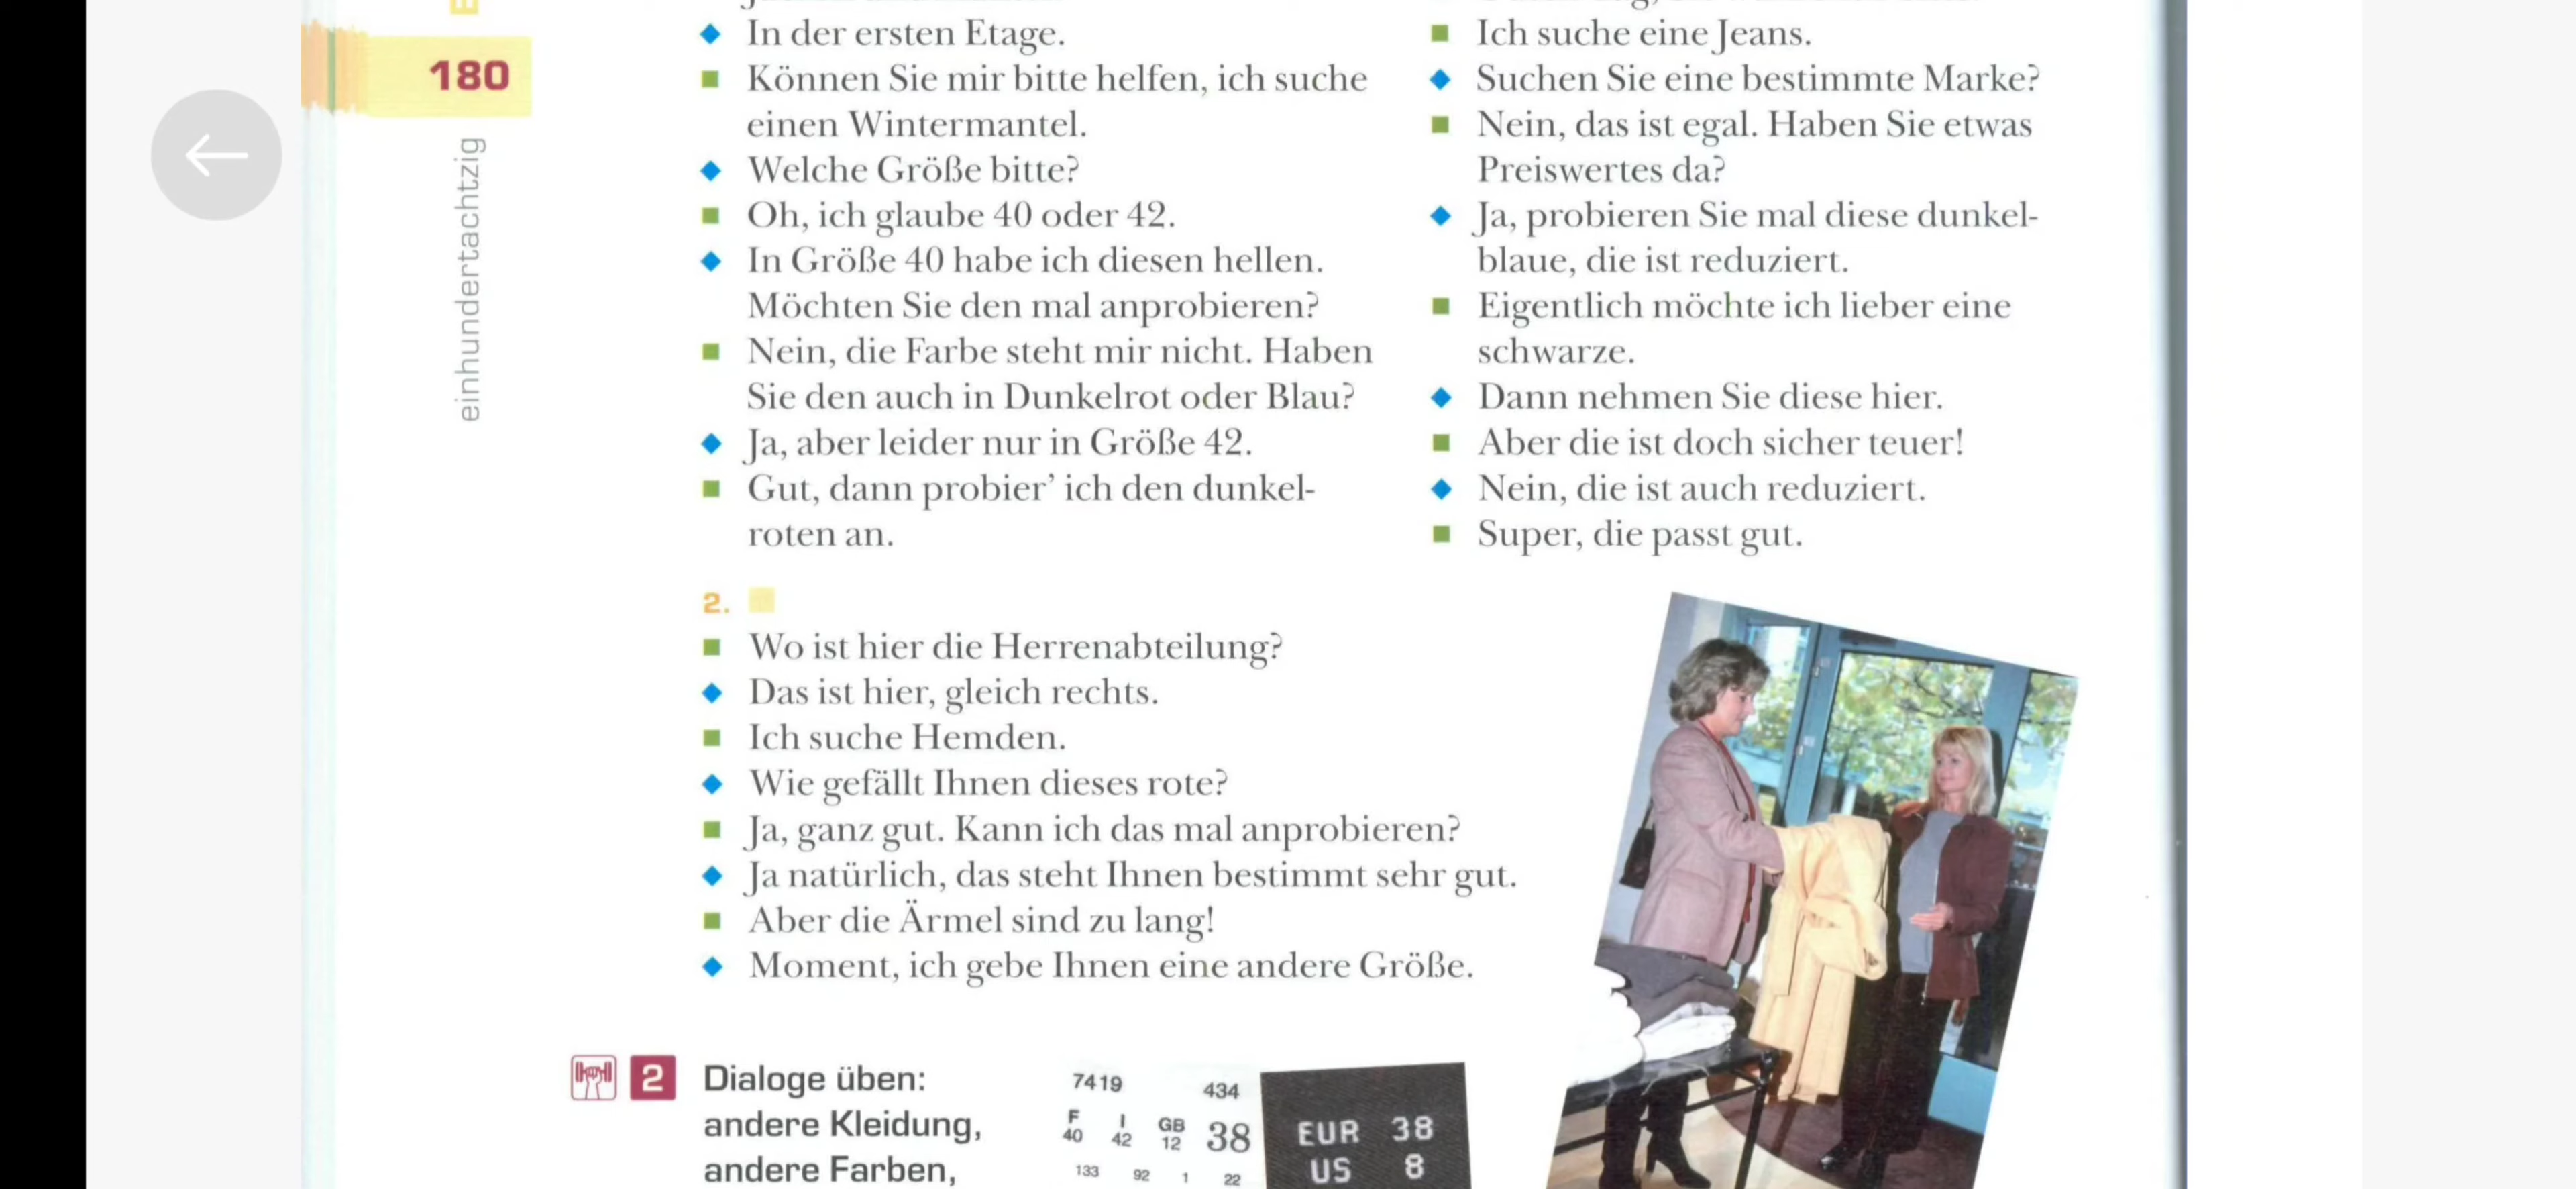 180
einhundertachtzig
◆ In der ersten Etage.
■ Können Sie mir bitte helfen, ich suche
einen Wintermantel.
◆ Welche Größe bitte?
■ Oh, ich glaube 40 oder 42.
◆ In Größe 40 habe ich diesen hellen.
Möchten Sie den mal anprobieren?
■ Nein, die Farbe steht mir nicht. Haben
Sie den auch in Dunkelrot oder Blau?
◆ Ja, aber leider nur in Größe 42.
■ Gut, dann probier’ ich den dunkel-
roten an.
2.
■ Wo ist hier die Herrenabteilung?
◆ Das ist hier, gleich rechts.
■ Ich suche Hemden.
◆ Wie gefällt Ihnen dieses rote?
■ Ja, ganz gut. Kann ich das mal anprobieren?
◆ Ja natürlich, das steht Ihnen bestimmt sehr gut.
■ Aber die Ärmel sind zu lang!
◆ Moment, ich gebe Ihnen eine andere Größe.
■ Ich suche eine Jeans.
◆ Suchen Sie eine bestimmte Marke?
■ Nein, das ist egal. Haben Sie etwas
Preiswertes da?
◆ Ja, probieren Sie mal diese dunkel-
blaue, die ist reduziert.
■ Eigentlich möchte ich lieber eine
schwarze.
◆ Dann nehmen Sie diese hier.
■ Aber die ist doch sicher teuer!
◆ Nein, die ist auch reduziert.
■ Super, die passt gut.
2 Dialoge üben:
andere Kleidung,
andere Farben,
7419 434
F I GB
40 42 12 38
133 92 1 22
EUR 38
US 8